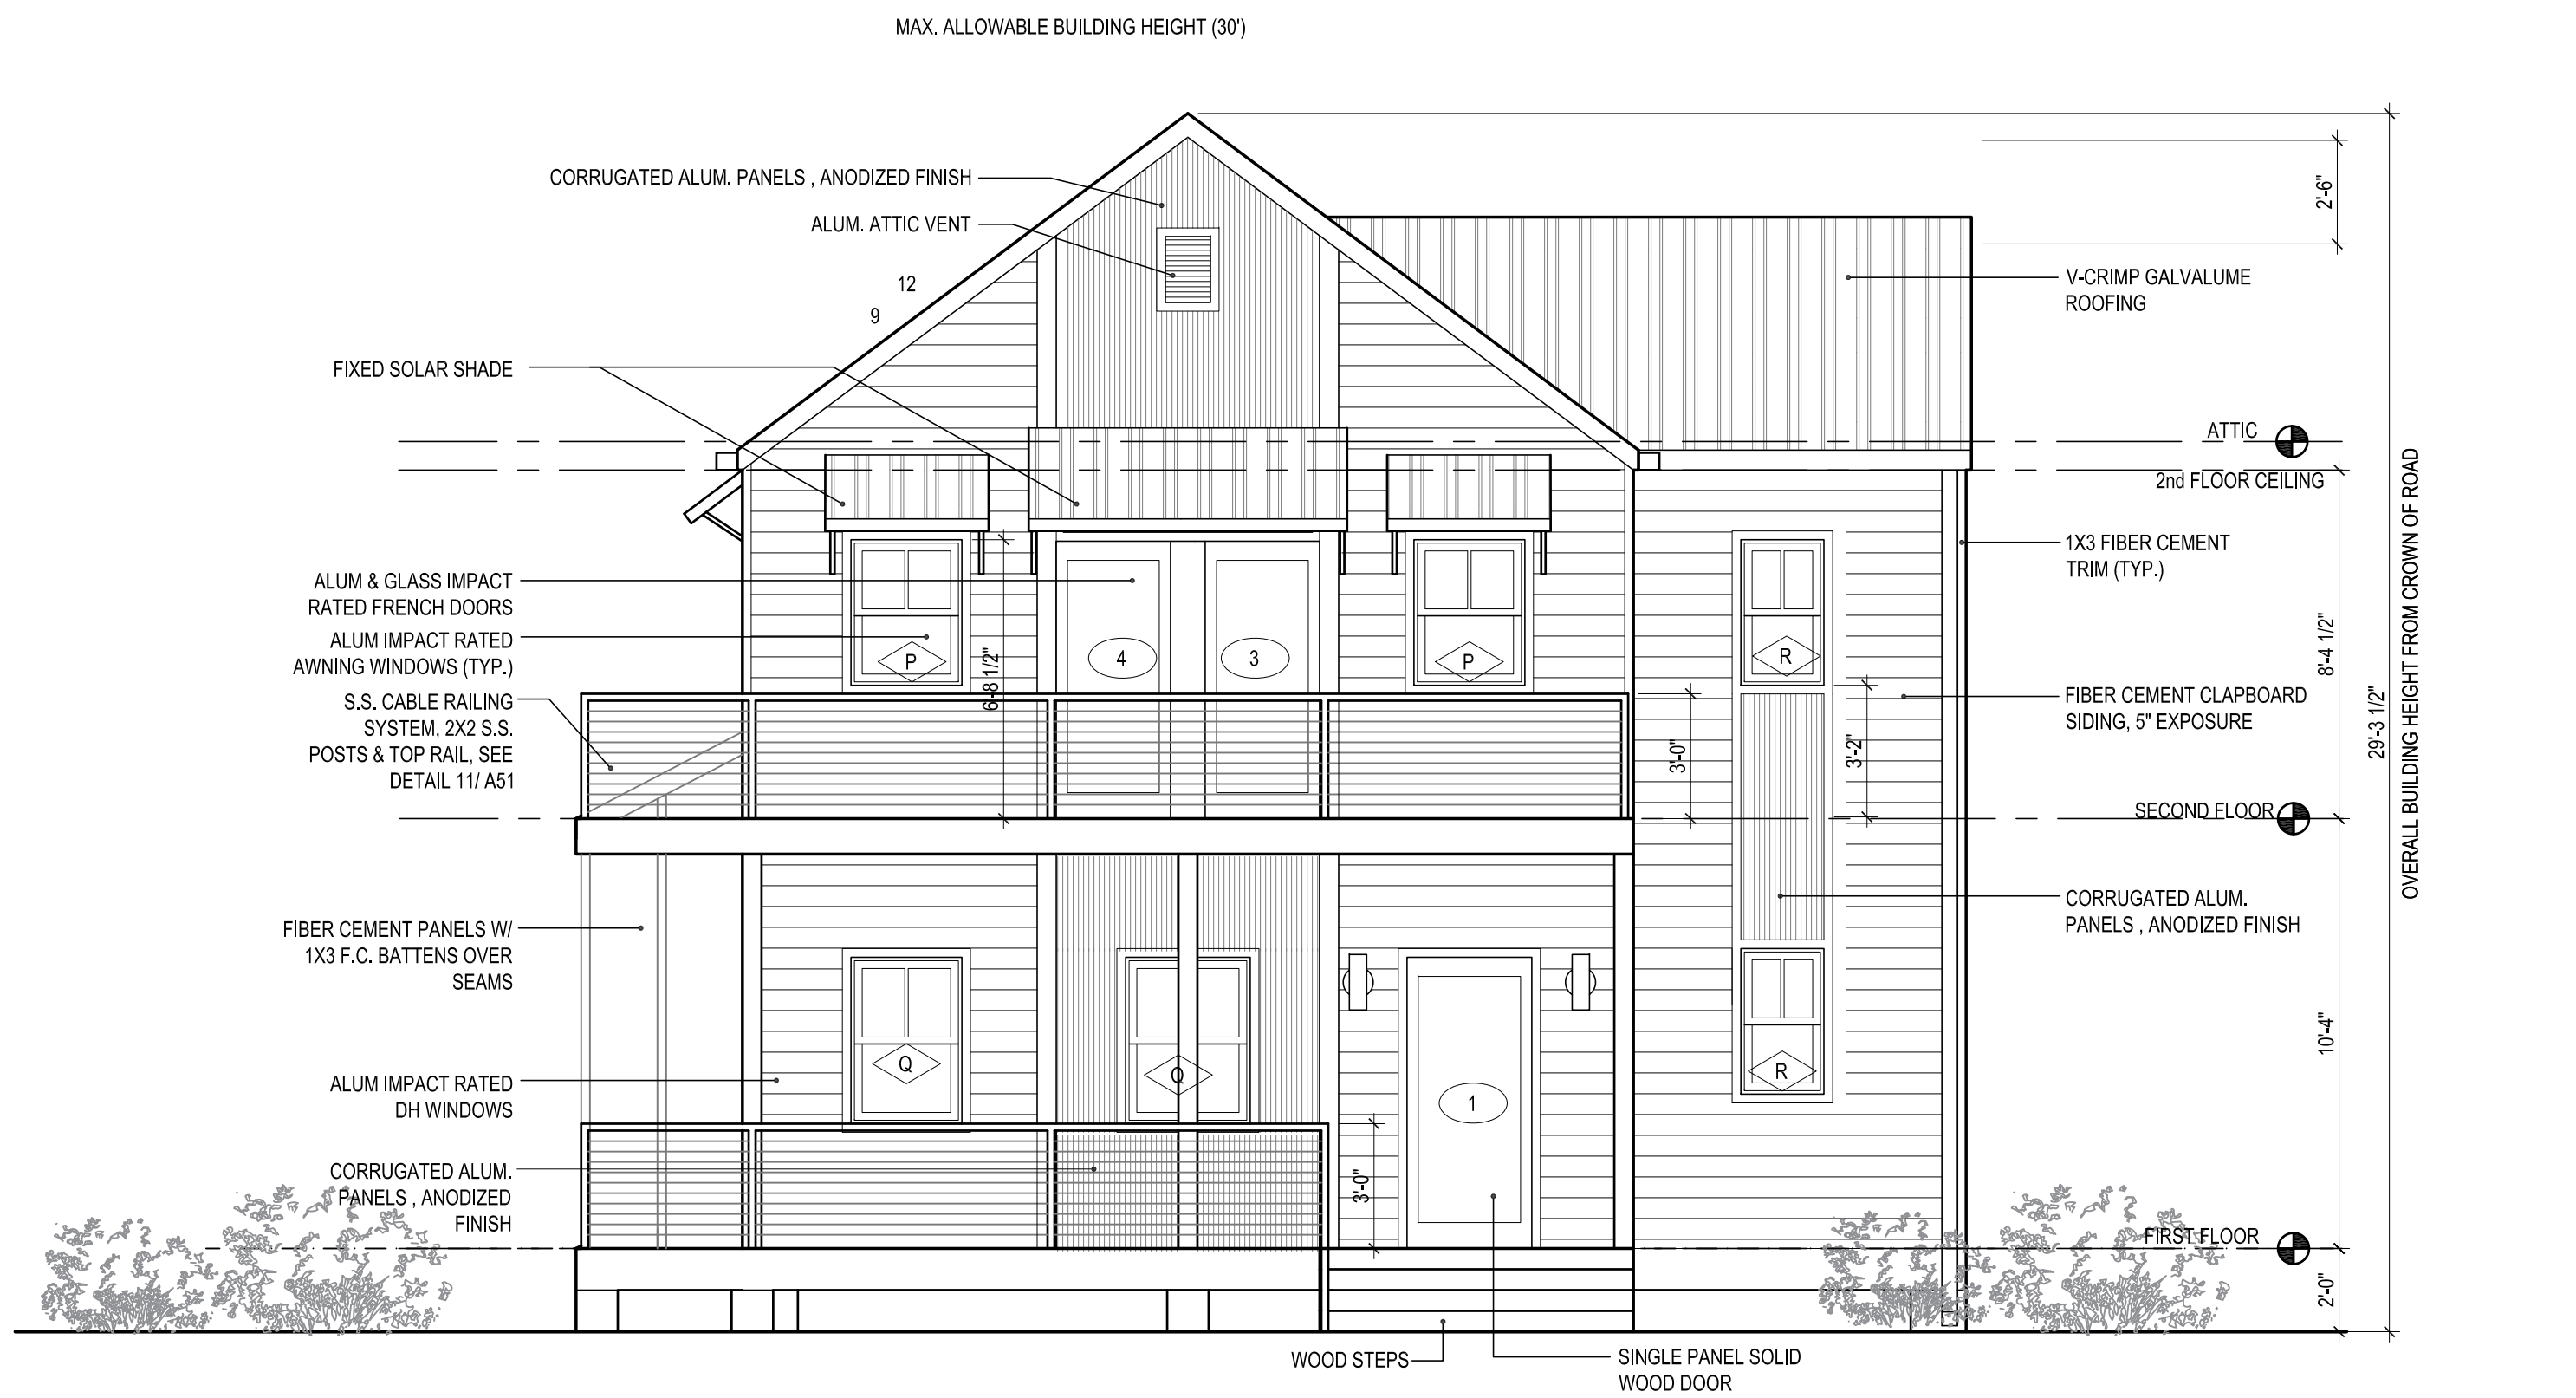 MAX. ALLOWABLE BUILDING HEIGHT (30')
CORRUGATED ALUM. PANELS , ANODIZED FINISH
ALUM. ATTIC VENT
12
9
FIXED SOLAR SHADE
ALUM & GLASS IMPACT
RATED FRENCH DOORS
ALUM IMPACT RATED
AWNING WINDOWS (TYP.)
S.S. CABLE RAILING
SYSTEM, 2X2 S.S.
POSTS & TOP RAIL, SEE
DETAIL 11/ A51
FIBER CEMENT PANELS W/
1X3 F.C. BATTENS OVER
SEAMS
ALUM IMPACT RATED
DH WINDOWS
CORRUGATED ALUM.
PANELS , ANODIZED
FINISH
P
4
3
P
R
6'-8 1/2"
3'-0"
3'-2"
Q
Q
1
R
3'-0"
WOOD STEPS
SINGLE PANEL SOLID
WOOD DOOR
2'-6"
V-CRIMP GALVALUME
ROOFING
ATTIC
2nd FLOOR CEILING
1X3 FIBER CEMENT
TRIM (TYP.)
8'-4 1/2"
FIBER CEMENT CLAPBOARD
SIDING, 5" EXPOSURE
SECOND FLOOR
CORRUGATED ALUM.
PANELS , ANODIZED FINISH
10'-4"
FIRST FLOOR
2'-0"
29'-3 1/2"
OVERALL BUILDING HEIGHT FROM CROWN OF ROAD